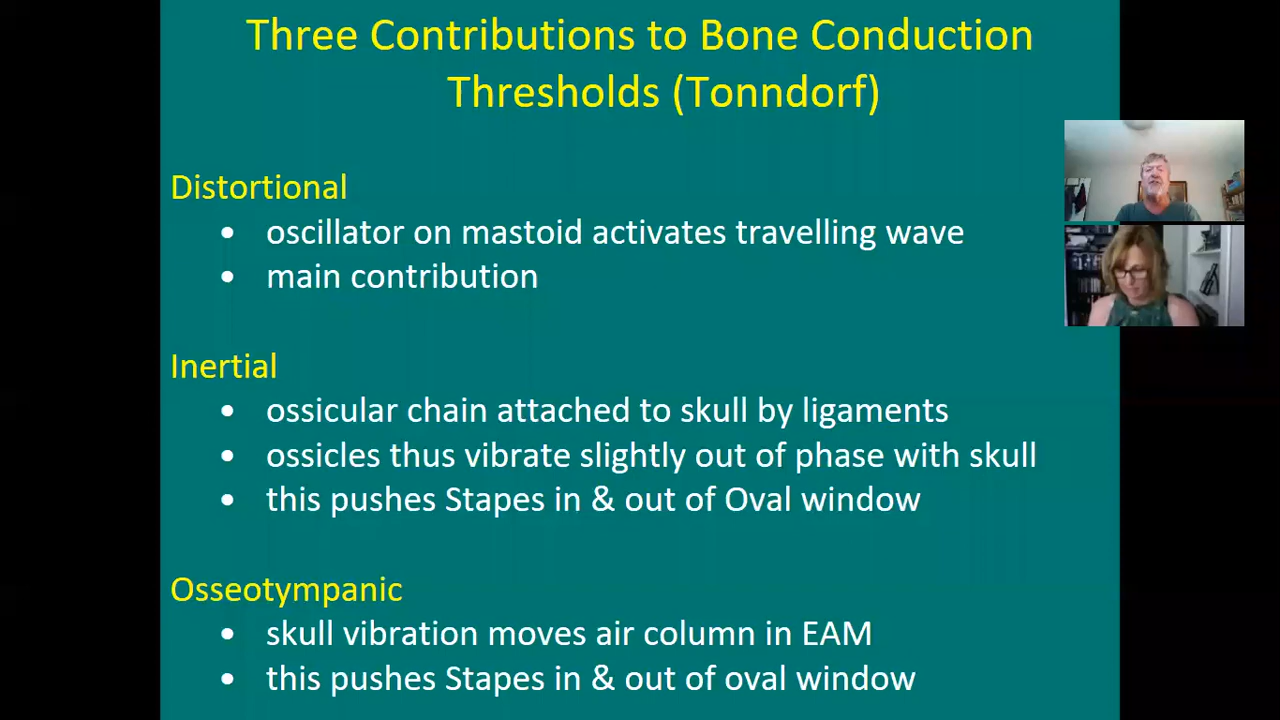 Three Contributions to Bone Conduction
Thresholds (Tonndorf)
Distortional
• oscillator on mastoid activates travelling wave
• main contribution
Inertial
• ossicular chain attached to skull by ligaments
• ossicles thus vibrate slightly out of phase with skull
• this pushes Stapes in & out of Oval window
Osseotympanic
• skull vibration moves air column in EAM
• this pushes Stapes in & out of oval window